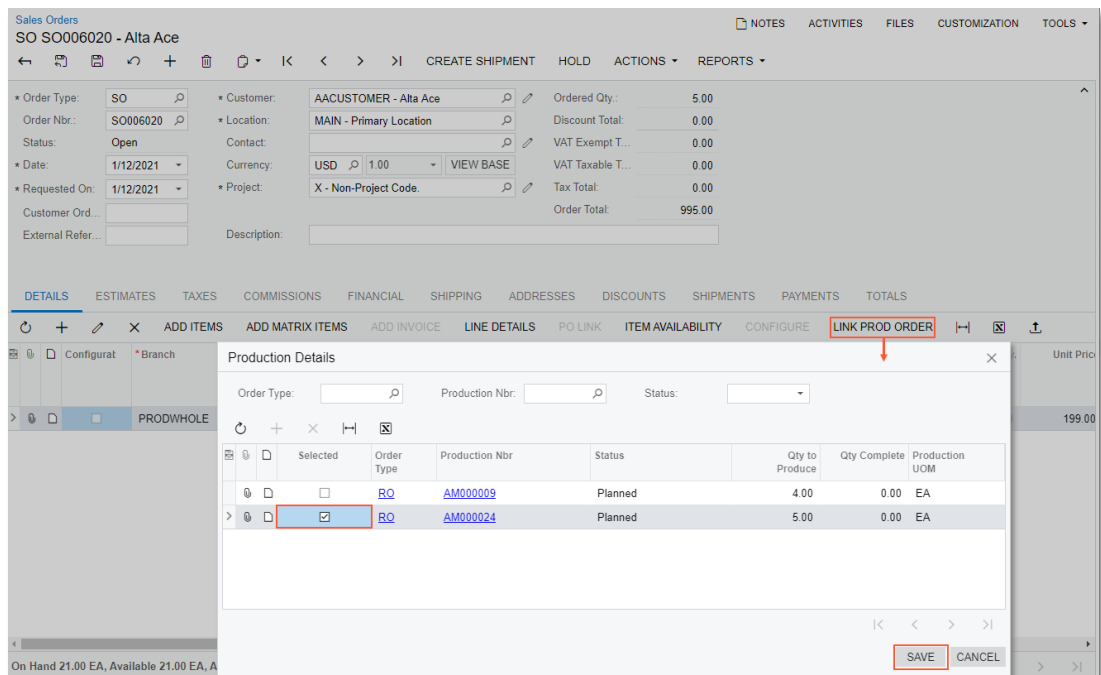 Sales Orders
SO SO006020 - Alta Ace
NOTES ACTIVITIES FILES CUSTOMIZATION TOOLS
CREATE SHIPMENT HOLD ACTIONS REPORTS
* Order Type: SO * Customer: AACUSTOMER - Alta Ace Ordered Qty.: 5.00
Order Nbr.: SO006020 * Location: MAIN - Primary Location Discount Total: 0.00
Status: Open Contact: VAT Exempt T... 0.00
* Date: 1/12/2021 Currency: USD 1.00 VIEW BASE VAT Taxable T... 0.00
* Requested On: 1/12/2021 * Project: X - Non-Project Code. Tax Total: 0.00
Customer Ord... Order Total: 995.00
External Refer... Description:
DETAILS ESTIMATES TAXES COMMISSIONS FINANCIAL SHIPPING ADDRESSES DISCOUNTS SHIPMENTS PAYMENTS TOTALS
ADD ITEMS ADD MATRIX ITEMS ADD INVOICE LINE DETAILS PO LINK ITEM AVAILABILITY CONFIGURE LINK PROD ORDER
Configurat *Branch Unit Pric
PRODWHOLE 199.00
Production Details
Order Type: Production Nbr: Status:
Selected Order Type Production Nbr Status Qty to Produce Qty Complete Production UOM
RO AM000009 Planned 4.00 0.00 EA
RO AM000024 Planned 5.00 0.00 EA
SAVE CANCEL
On Hand 21.00 EA, Available 21.00 EA, A